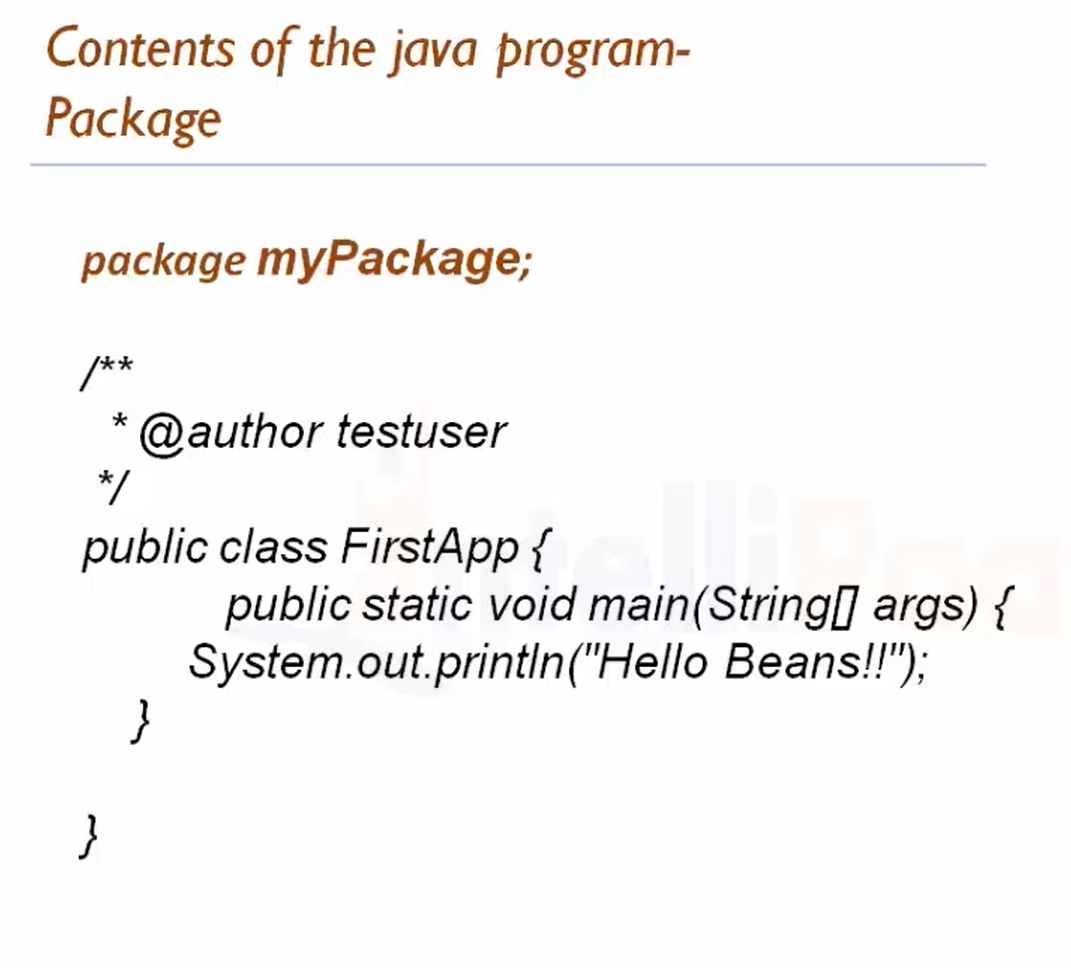 Contents of the java program-
Package
package myPackage;
/**
* @author testuser
*/
public class FirstApp {
public static void main(String[] args) {
System.out.println("Hello Beans!!");
}
}